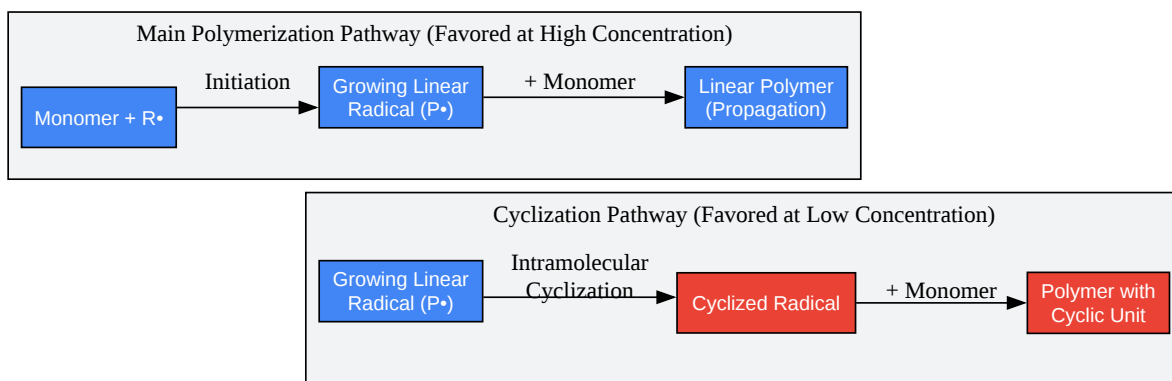 Main Polymerization Pathway (Favored at High Concentration)
Monomer + R•
Initiation
Growing Linear
Radical (P•)
+ Monomer
Linear Polymer
(Propagation)
Cyclization Pathway (Favored at Low Concentration)
Growing Linear
Radical (P•)
Intramolecular
Cyclization
Cyclized Radical
+ Monomer
Polymer with
Cyclic Unit